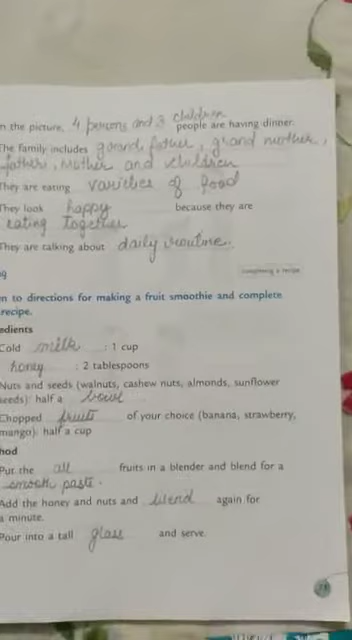 n the picture, 4 persons and 3 children people are having dinner.
The family includes grand father, grand mother,
father, Mother and children
They are eating varieties of food
They look happy because they are
eating together
They are talking about daily routine.
completing a recipe
n to directions for making a fruit smoothie and complete
recipe.
edients
Cold milk : 1 cup
honey : 2 tablespoons
Nuts and seeds (walnuts, cashew nuts, almonds, sunflower
seeds): half a
Chopped fruits of your choice (banana, strawberry,
mango): half a cup
hod
Put the all fruits in a blender and blend for a
smooth paste.
Add the honey and nuts and blend again for
a minute.
Pour into a tall glass and serve.